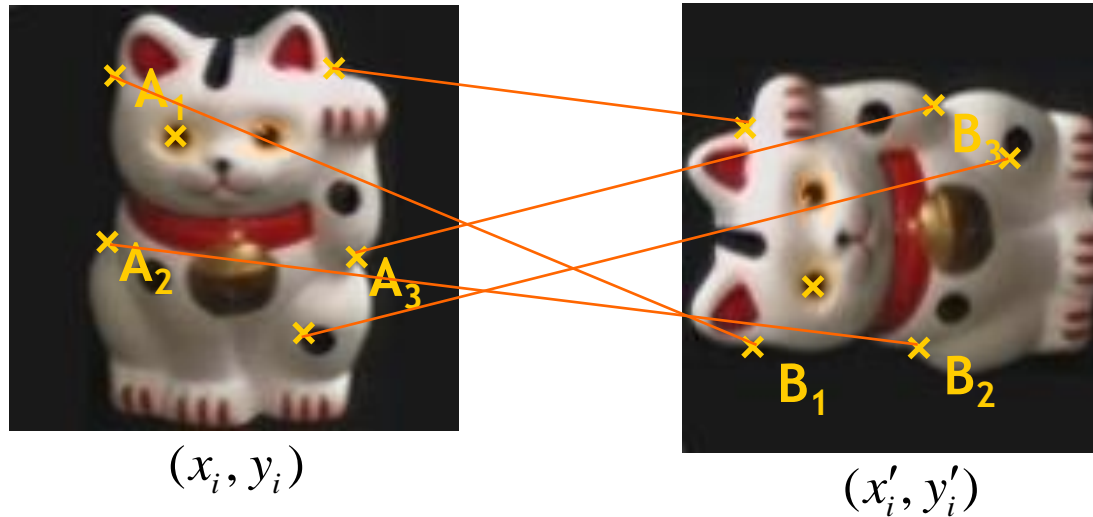 A₁
A₂
A₃
B₃
B₁
B₂
(xᵢ, yᵢ)
(x′ᵢ, y′ᵢ)